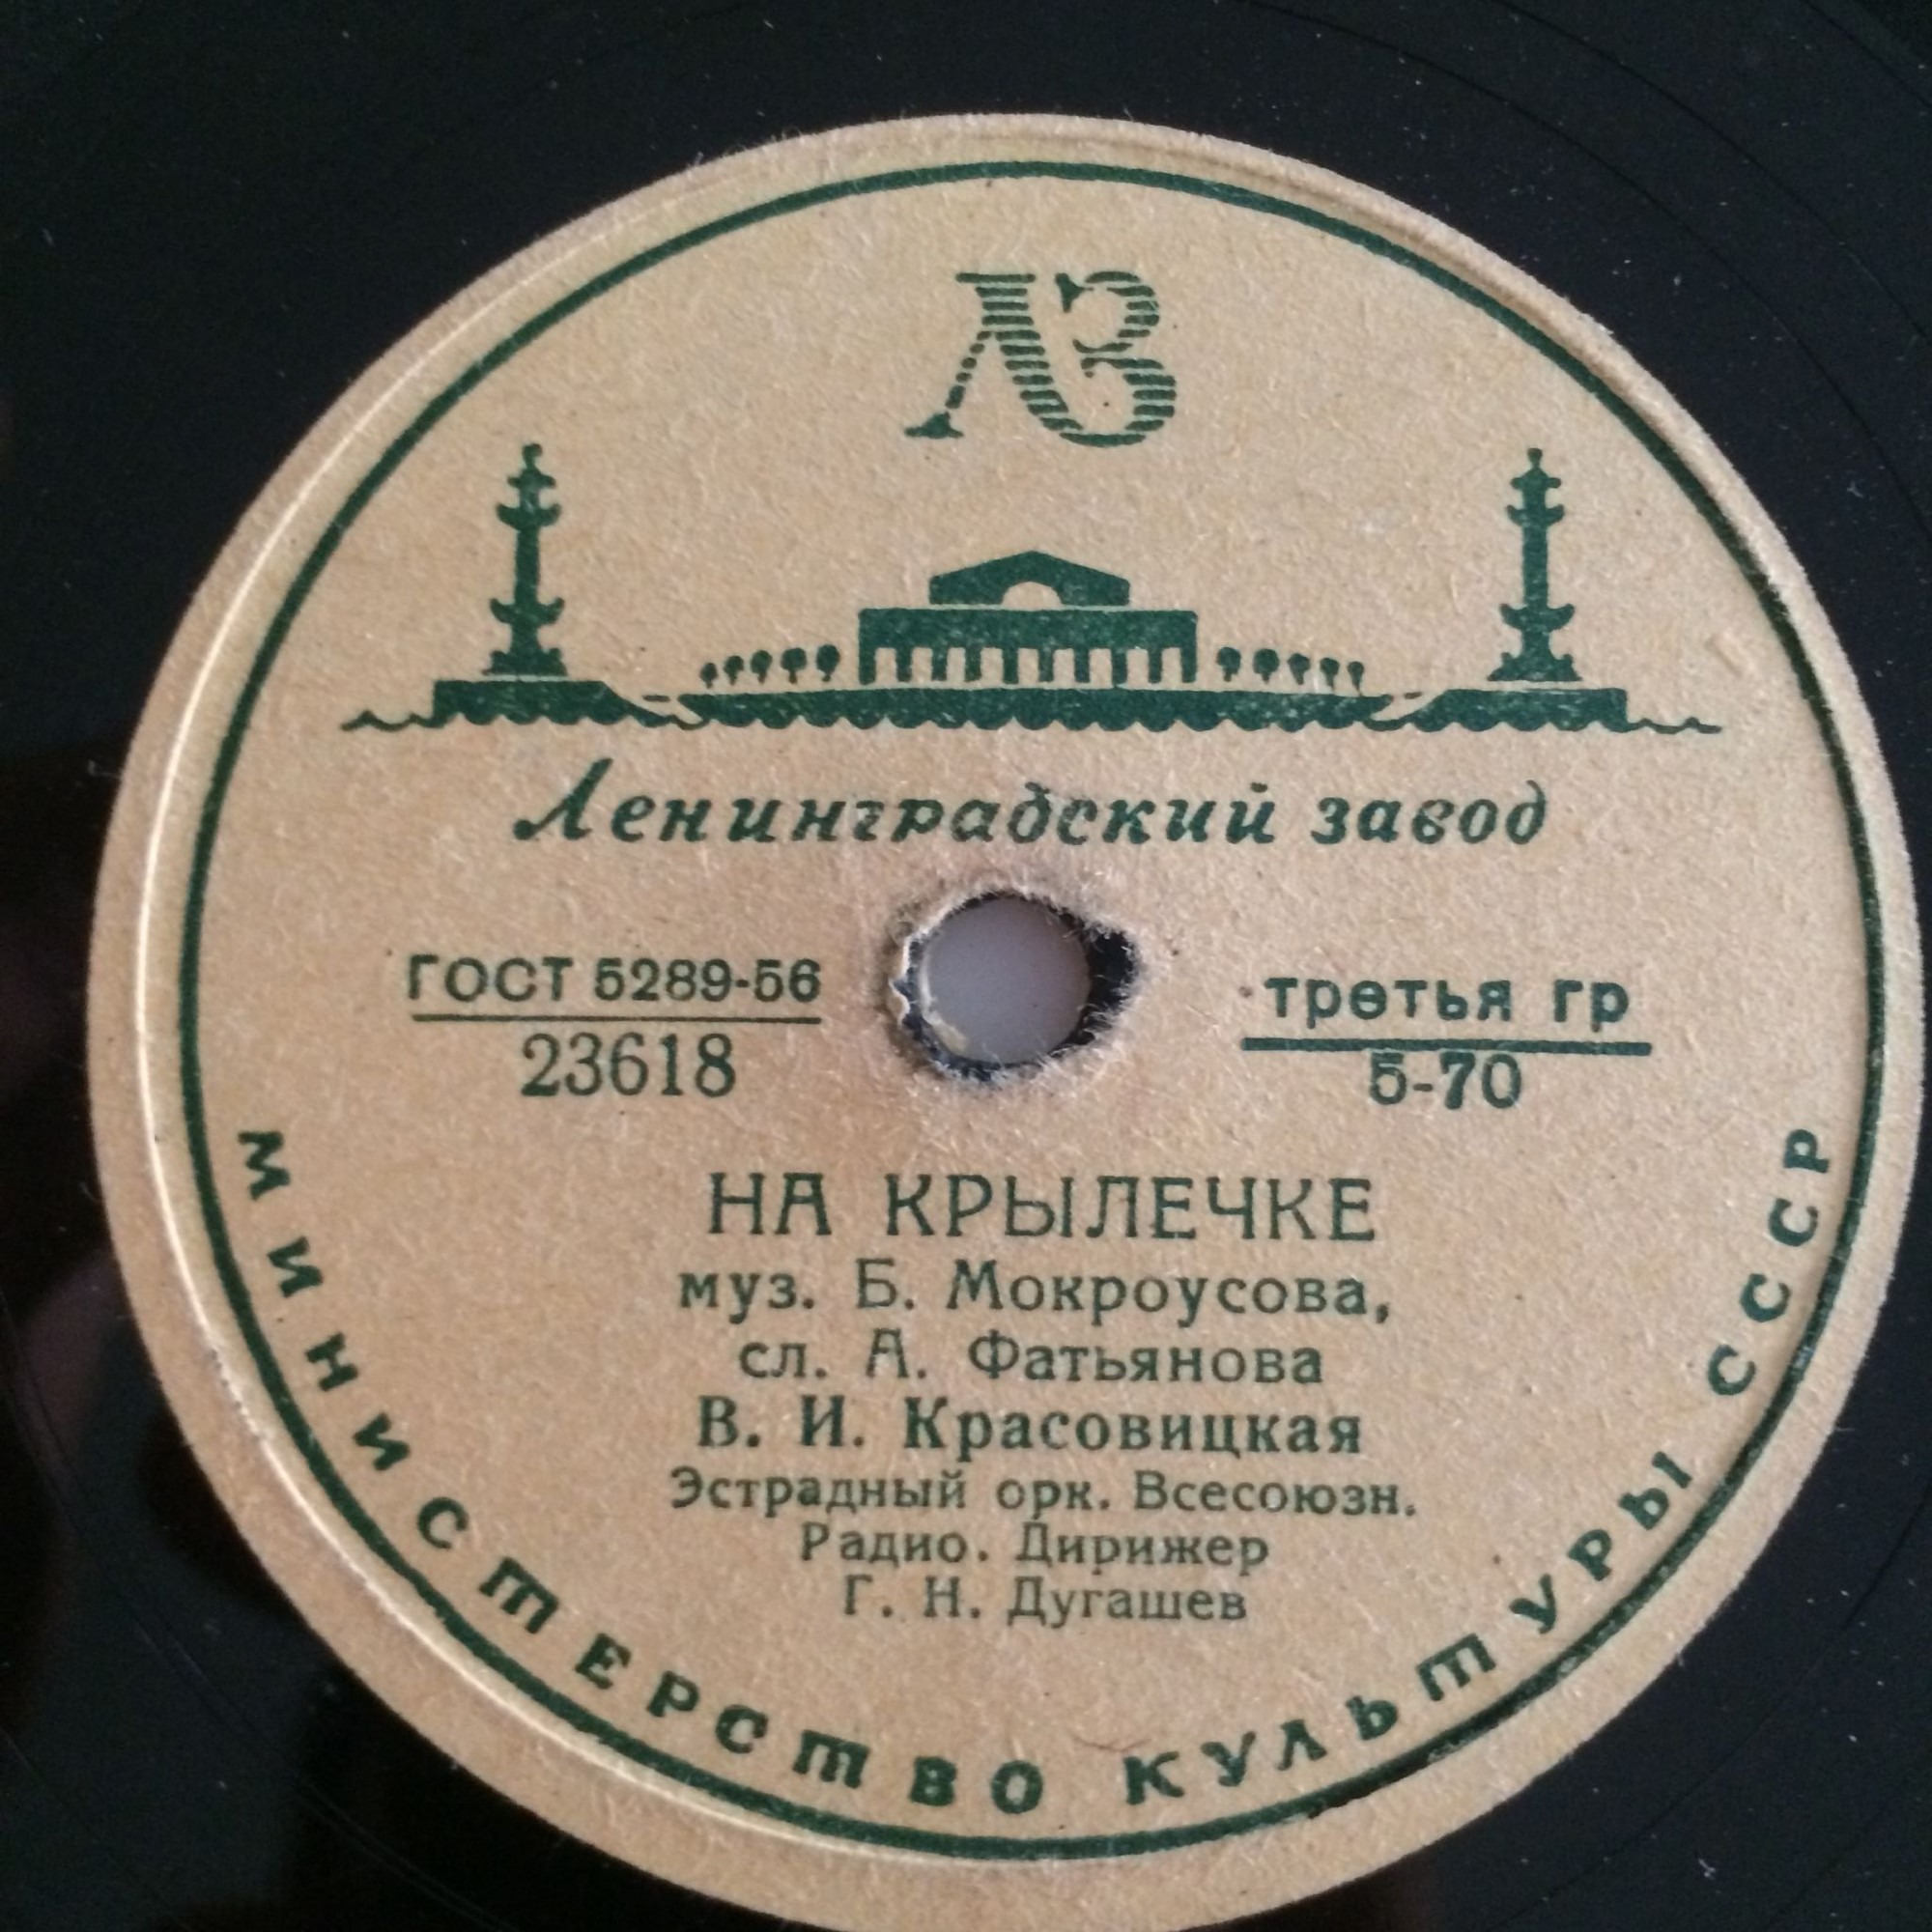 ЛЗ
Ленинградский завод
ГОСТ 5289-56
23618
третья гр
5-70
НА КРЫЛЕЧКЕ
муз. Б. Мокроусова,
сл. А. Фатьянова
В. И. Красовицкая
Эстрадный орк. Всесоюзн.
Радио. Дирижер
Г. Н. Дугашев
МИНИСТЕРСТВО КУЛЬТУРЫ СССР